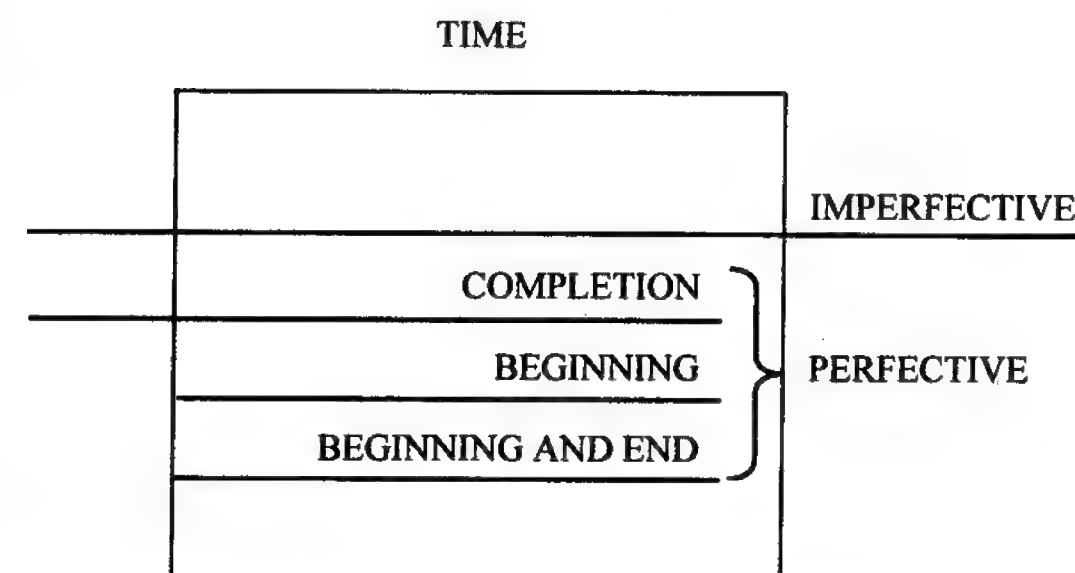 TIME
IMPERFECTIVE
COMPLETION
BEGINNING
PERFECTIVE
BEGINNING AND END